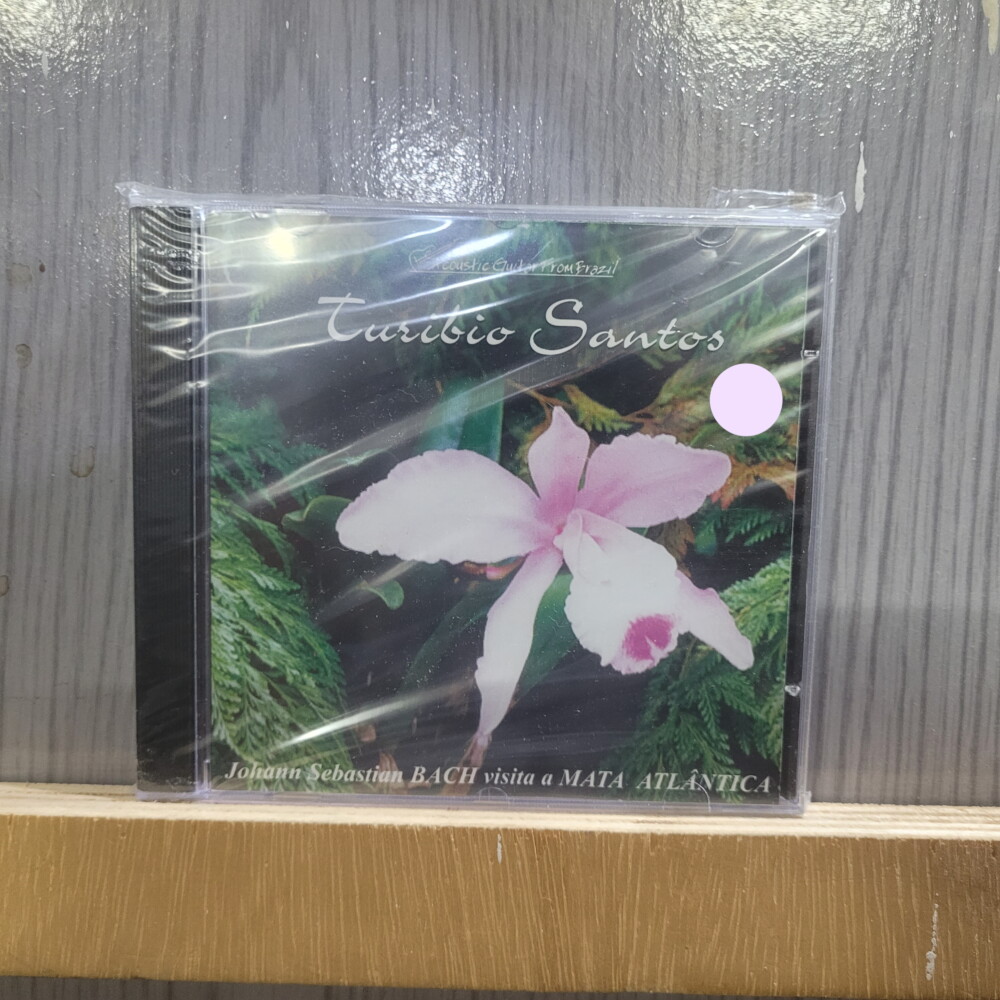 Acoustic Guitar From Brazil
Turibio Santos
Johann Sebastian BACH visita a MATA ATLÂNTICA